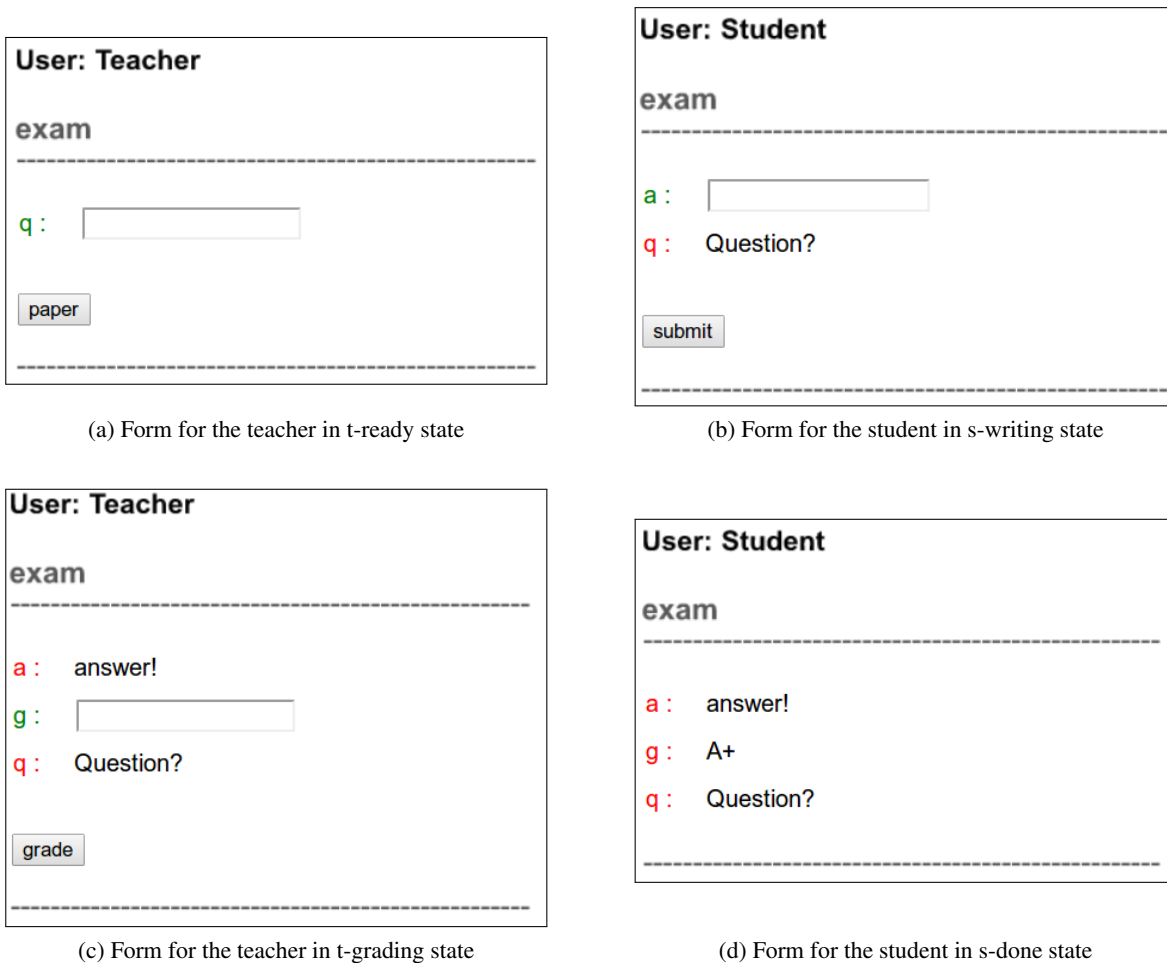 User: Teacher
exam
----------------------------------------------------
q :
paper
----------------------------------------------------
(a) Form for the teacher in t-ready state
User: Student
exam
----------------------------------------------------
a :
q : Question?
submit
----------------------------------------------------
(b) Form for the student in s-writing state
User: Teacher
exam
----------------------------------------------------
a : answer!
g :
q : Question?
grade
----------------------------------------------------
(c) Form for the teacher in t-grading state
User: Student
exam
----------------------------------------------------
a : answer!
g : A+
q : Question?
----------------------------------------------------
(d) Form for the student in s-done state